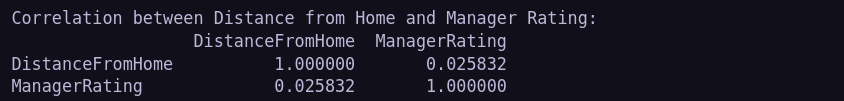 Correlation between Distance from Home and Manager Rating:
DistanceFromHome ManagerRating
DistanceFromHome 1.000000 0.025832
ManagerRating 0.025832 1.000000